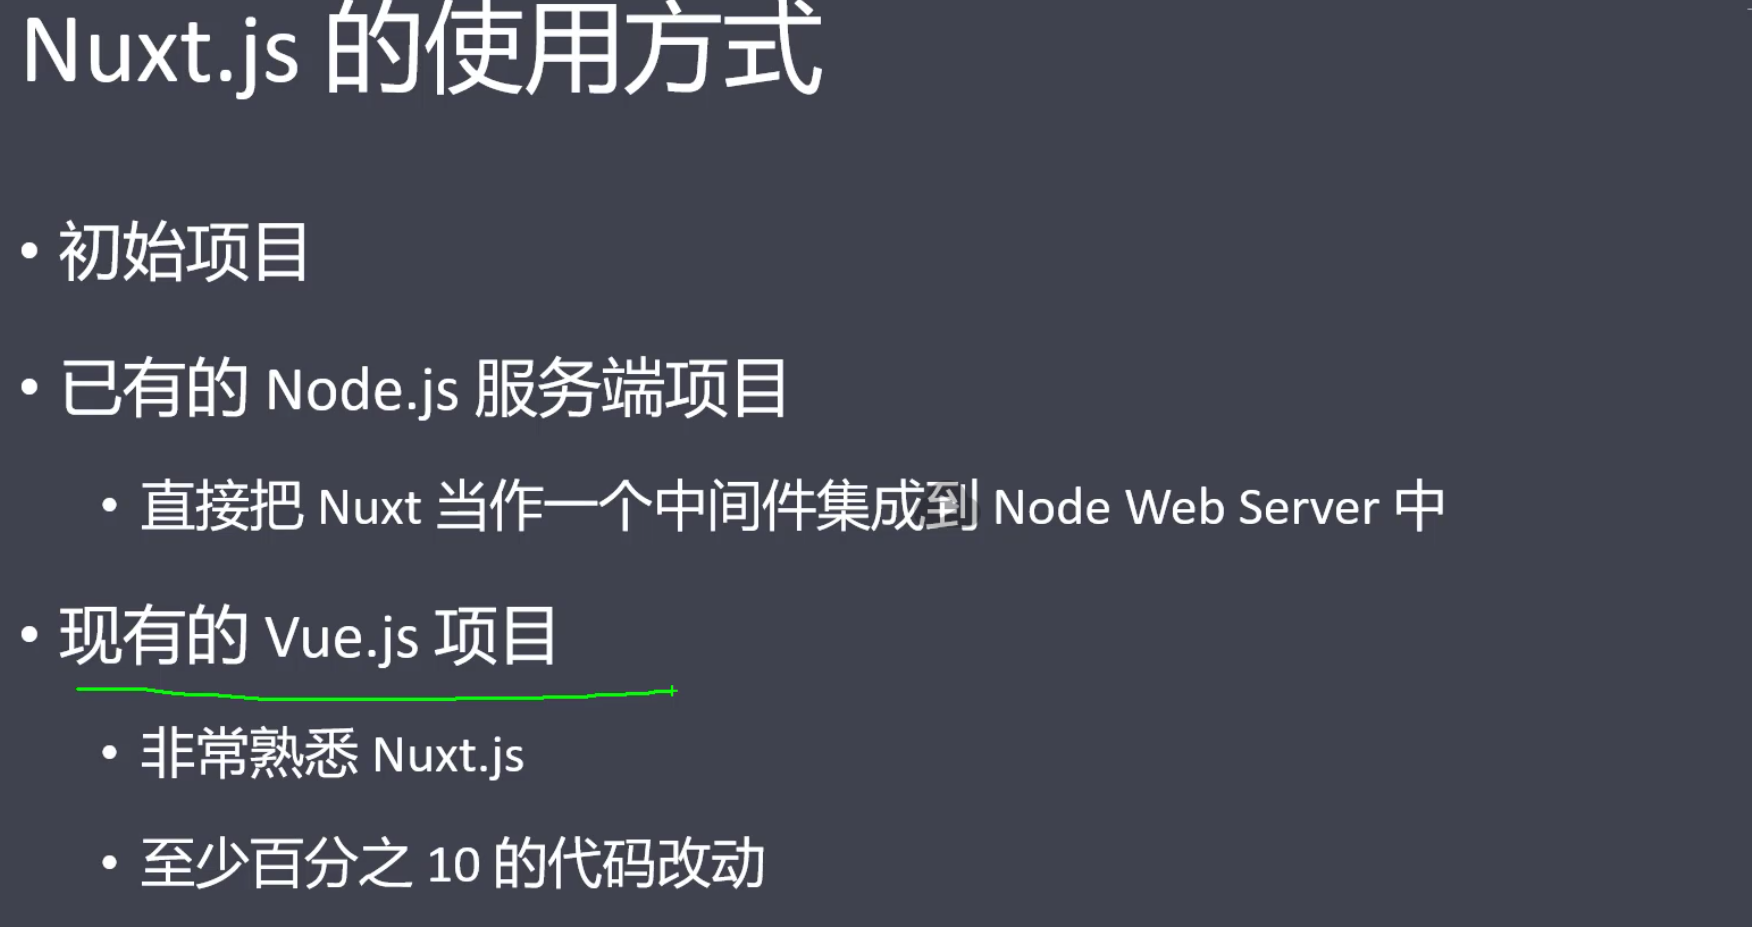 Nuxt.js 的使用方式
• 初始项目
• 已有的 Node.js 服务端项目
• 直接把 Nuxt 当作一个中间件集成到 Node Web Server 中
• 现有的 Vue.js 项目
• 非常熟悉 Nuxt.js
• 至少百分之 10 的代码改动